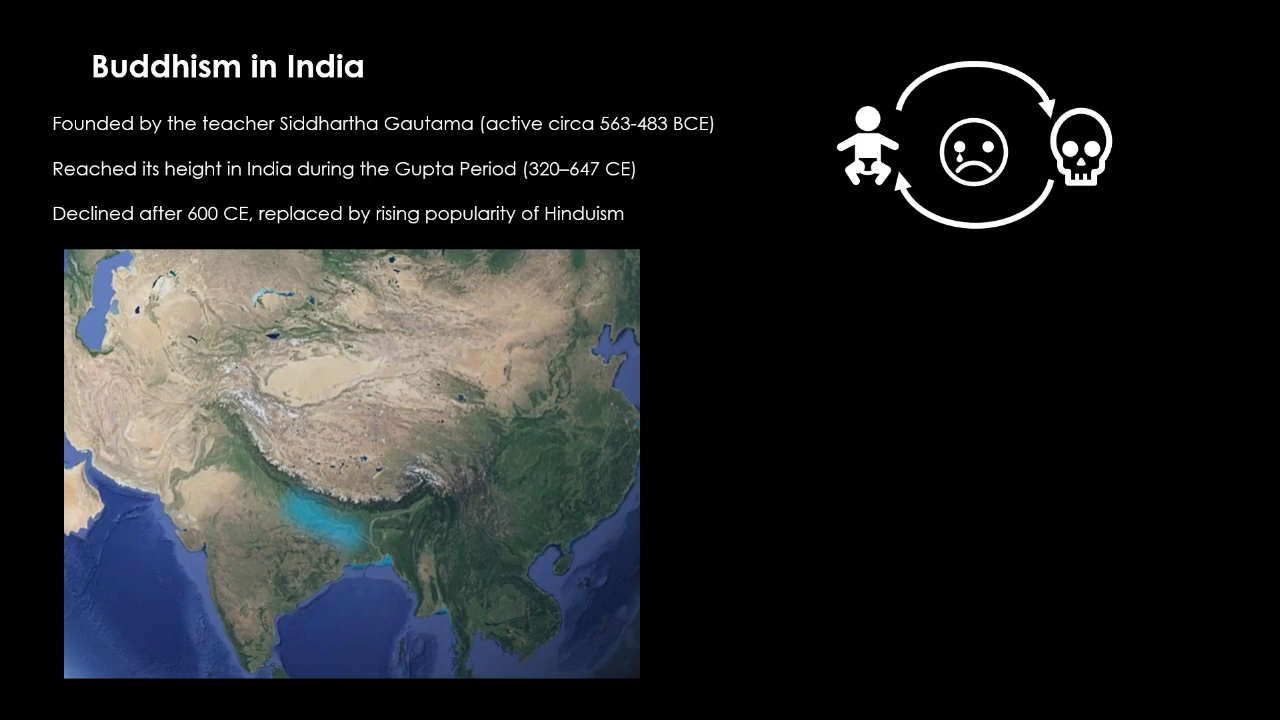 Buddhism in India
Founded by the teacher Siddhartha Gautama (active circa 563-483 BCE)
Reached its height in India during the Gupta Period (320–647 CE)
Declined after 600 CE, replaced by rising popularity of Hinduism